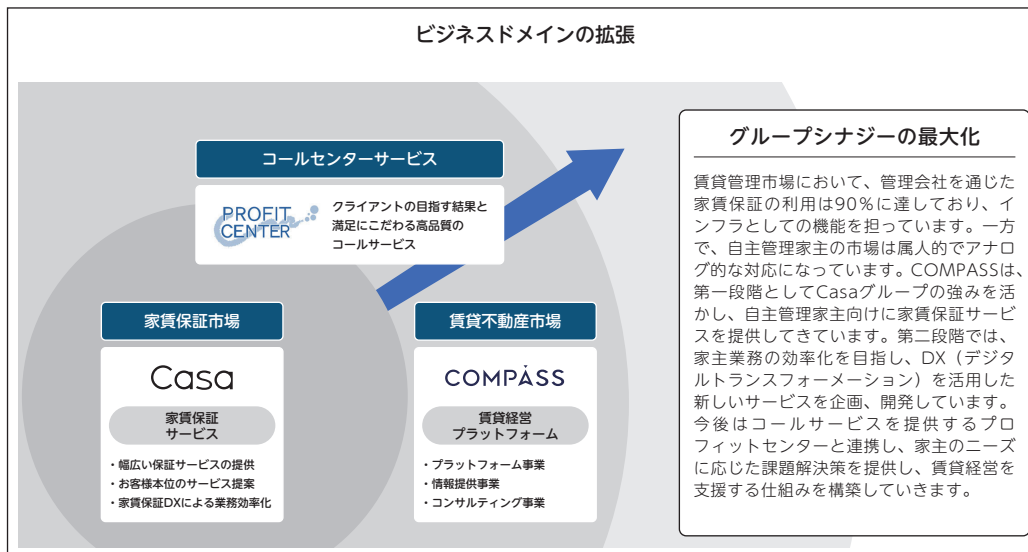 ビジネスドメインの拡張
コールセンターサービス
PROFIT
CENTER
クライアントの目指す結果と
満足にこだわる高品質の
コールサービス
家賃保証市場
Casa
家賃保証
サービス
・幅広い保証サービスの提供
・お客様本位のサービス提案
・家賃保証DXによる業務効率化
賃貸不動産市場
COMPASS
賃貸経営
プラットフォーム
・プラットフォーム事業
・情報提供事業
・コンサルティング事業
グループシナジーの最大化
賃貸管理市場において、管理会社を通じた
家賃保証の利用は90%に達しており、イ
ンフラとしての機能を担っています。一方
で、自主管理家主の市場は属人的でアナロ
グ的な対応になっています。COMPASSは、
第一段階としてCasaグループの強みを活
かし、自主管理家主向けに家賃保証サービ
スを提供してきています。第二段階では、
家主業務の効率化を目指し、DX（デジタ
ルトランスフォーメーション）を活用した
新しいサービスを企画、開発しています。
今後はコールサービスを提供するプロ
フィットセンターと連携し、家主のニーズ
に応じた課題解決策を提供し、賃貸経営を
支援する仕組みを構築していきます。